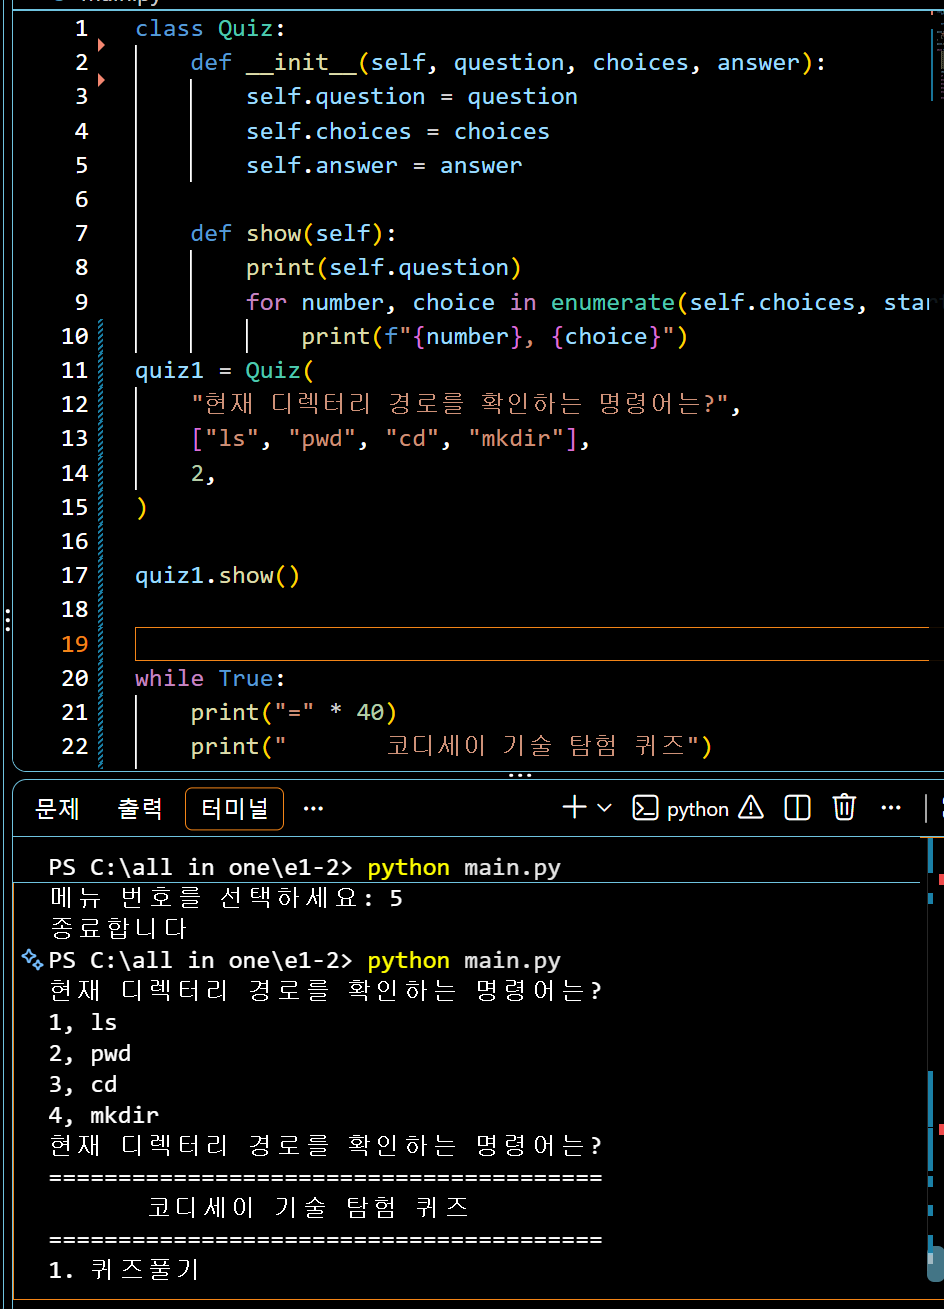 main.py
1 class Quiz:
2 def __init__(self, question, choices, answer):
3 self.question = question
4 self.choices = choices
5 self.answer = answer
6
7 def show(self):
8 print(self.question)
9 for number, choice in enumerate(self.choices, star
10 print(f"{number}, {choice}")
11 quiz1 = Quiz(
12 "현재 디렉터리 경로를 확인하는 명령어는?",
13 ["ls", "pwd", "cd", "mkdir"],
14 2,
15 )
16
17 quiz1.show()
18
19
20 while True:
21 print("=" * 40)
22 print("       코디세이 기술 탐험 퀴즈")
문제 출력 터미널 ··· python ···
PS C:\all in one\e1-2> python main.py
메뉴 번호를 선택하세요: 5
종료합니다
PS C:\all in one\e1-2> python main.py
현재 디렉터리 경로를 확인하는 명령어는?
1, ls
2, pwd
3, cd
4, mkdir
현재 디렉터리 경로를 확인하는 명령어는?
========================================
코디세이 기술 탐험 퀴즈
========================================
1. 퀴즈풀기